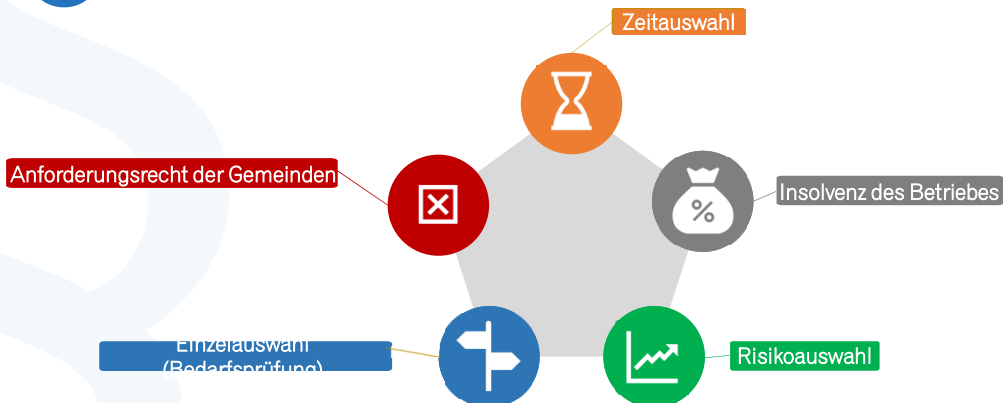 Zeitauswahl
Anforderungsrecht der Gemeinden
Insolvenz des Betriebes
%
Einzelauswahl
(Bedarfsprüfung)
Risikoauswahl